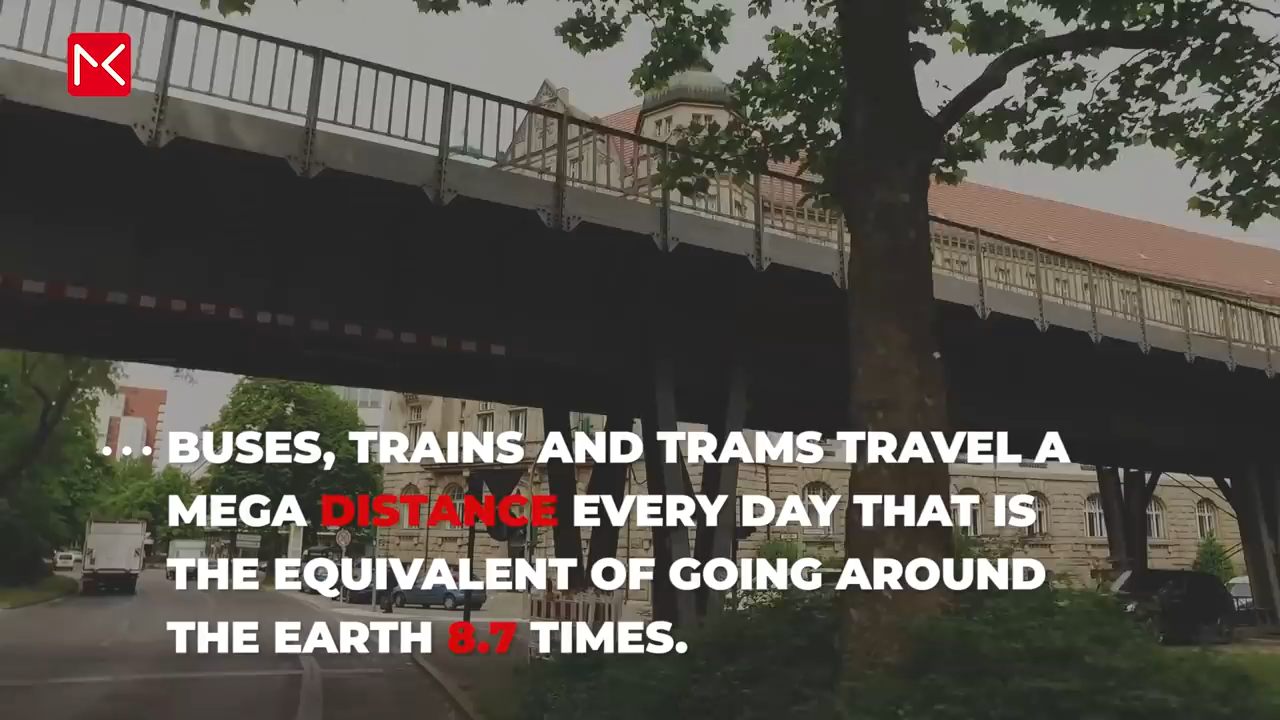 ... BUSES, TRAINS AND TRAMS TRAVEL A
MEGA DISTANCE EVERY DAY THAT IS
THE EQUIVALENT OF GOING AROUND
THE EARTH 8.7 TIMES.